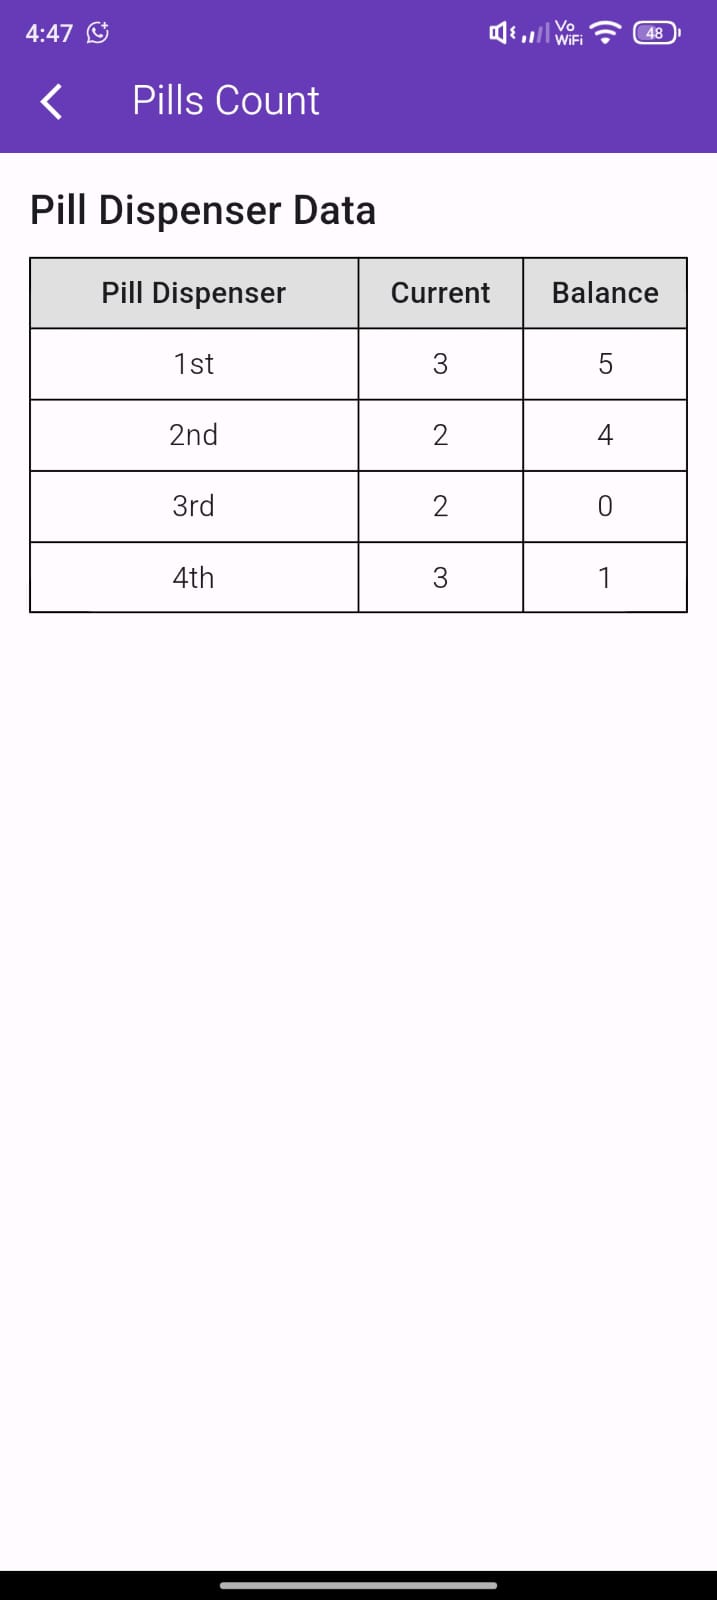 4:47
Vo
WiFi
48
Pills Count
Pill Dispenser Data
Pill Dispenser Current Balance
1st 3 5
2nd 2 4
3rd 2 0
4th 3 1